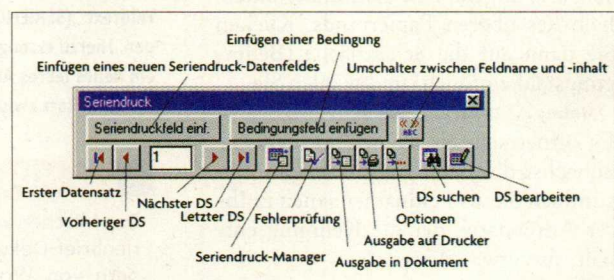 Einfügen einer Bedingung
Einfügen eines neuen Seriendruck-Datenfeldes
Umschalter zwischen Feldname und -inhalt
Seriendruck
Seriendruckfeld einf.
Bedingungsfeld einfügen
« »
ABC
1
Erster Datensatz
Vorheriger DS
Nächster DS
Letzter DS
Seriendruck-Manager
Fehlerprüfung
Ausgabe in Dokument
Ausgabe auf Drucker
Optionen
DS suchen
DS bearbeiten